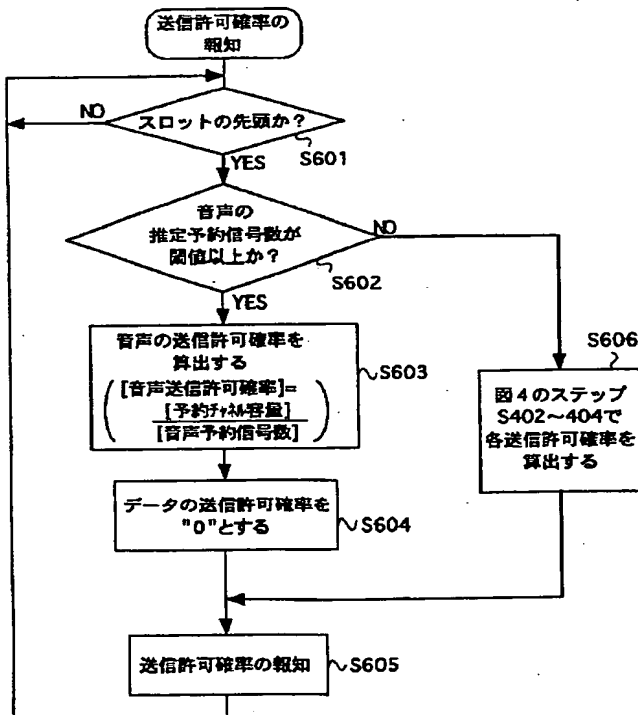 送信許可確率の
報知
スロットの先頭か？
NO
S601
YES
音声の
推定予約信号数が
閾値以上か？
NO
S602
YES
音声の送信許可確率を
算出する
[音声送信許可確率]=
[予約チャネル容量]
[音声予約信号数]
S603
S606
図４のステップ
S402～404で
各送信許可確率を
算出する
データの送信許可確率を
"0"とする
S604
送信許可確率の報知
S605